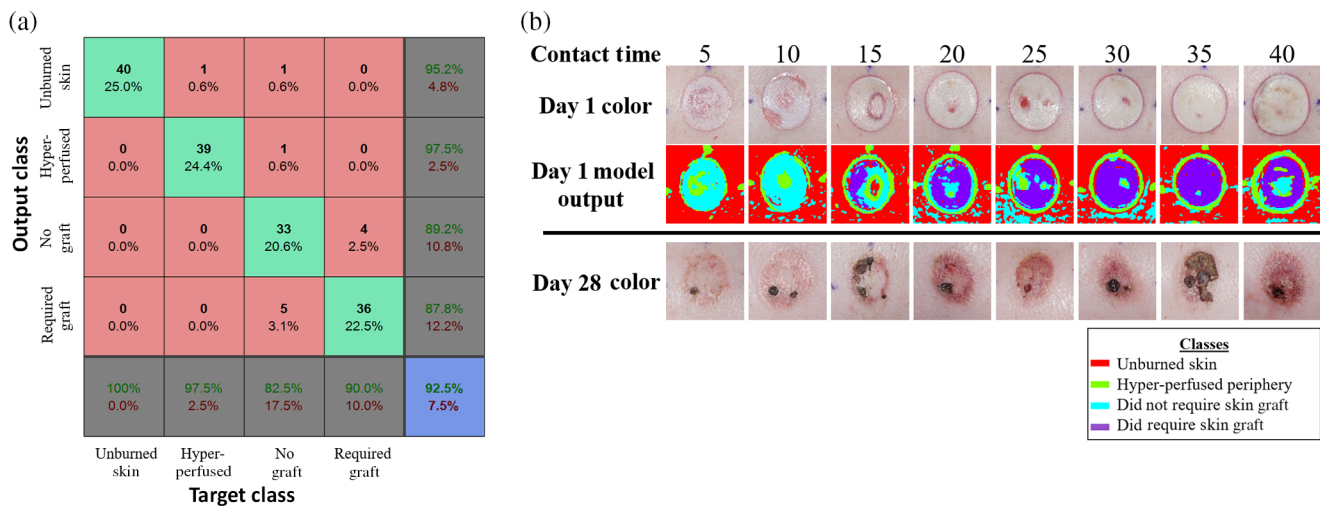 (a)
Output class
Unburned
skin
40
25.0%
1
0.6%
1
0.6%
0
0.0%
95.2%
4.8%
Hyper-
perfused
0
0.0%
39
24.4%
1
0.6%
0
0.0%
97.5%
2.5%
No
graft
0
0.0%
0
0.0%
33
20.6%
4
2.5%
89.2%
10.8%
Required
graft
0
0.0%
0
0.0%
5
3.1%
36
22.5%
87.8%
12.2%
100%
0.0%
97.5%
2.5%
82.5%
17.5%
90.0%
10.0%
92.5%
7.5%
Unburned
skin
Hyper-
perfused
No
graft
Required
graft
Target class
(b)
Contact time 5 10 15 20 25 30 35 40
Day 1 color
Day 1 model
output
Day 28 color
Classes
Unburned skin
Hyper-perfused periphery
Did not require skin graft
Did require skin graft